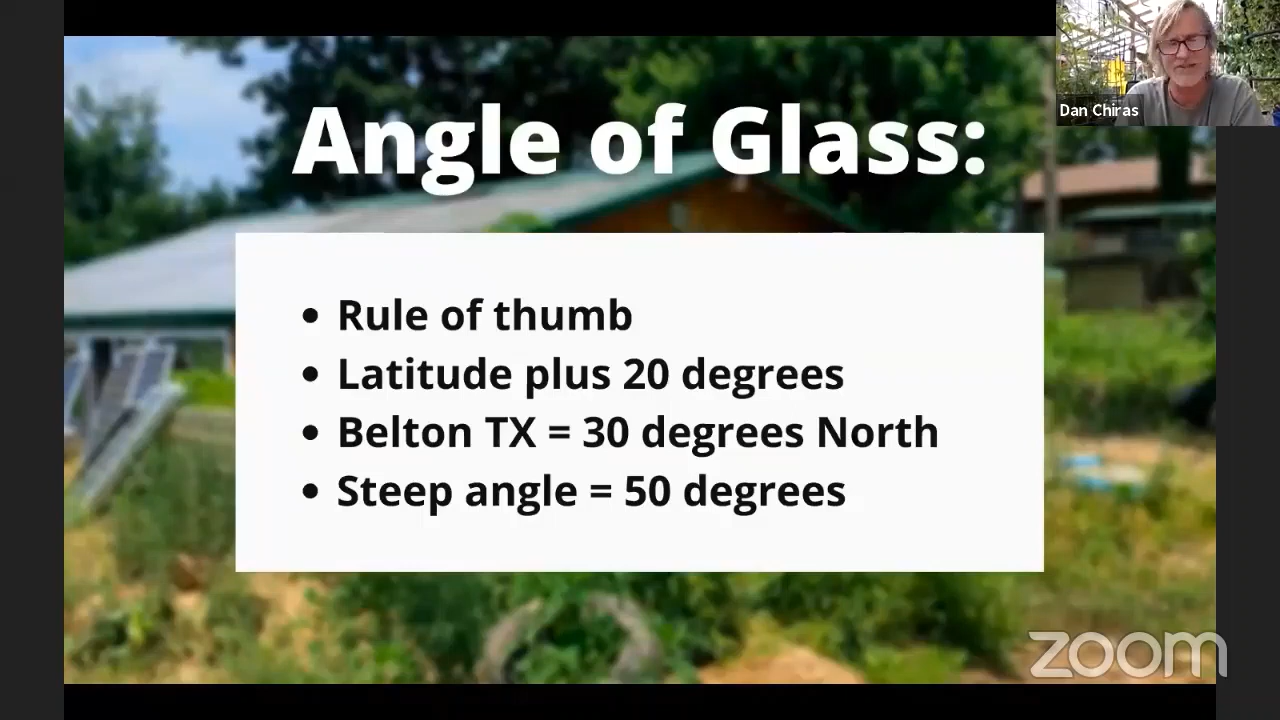 Angle of Glass:
Dan Chiras
• Rule of thumb
• Latitude plus 20 degrees
• Belton TX = 30 degrees North
• Steep angle = 50 degrees
zoom